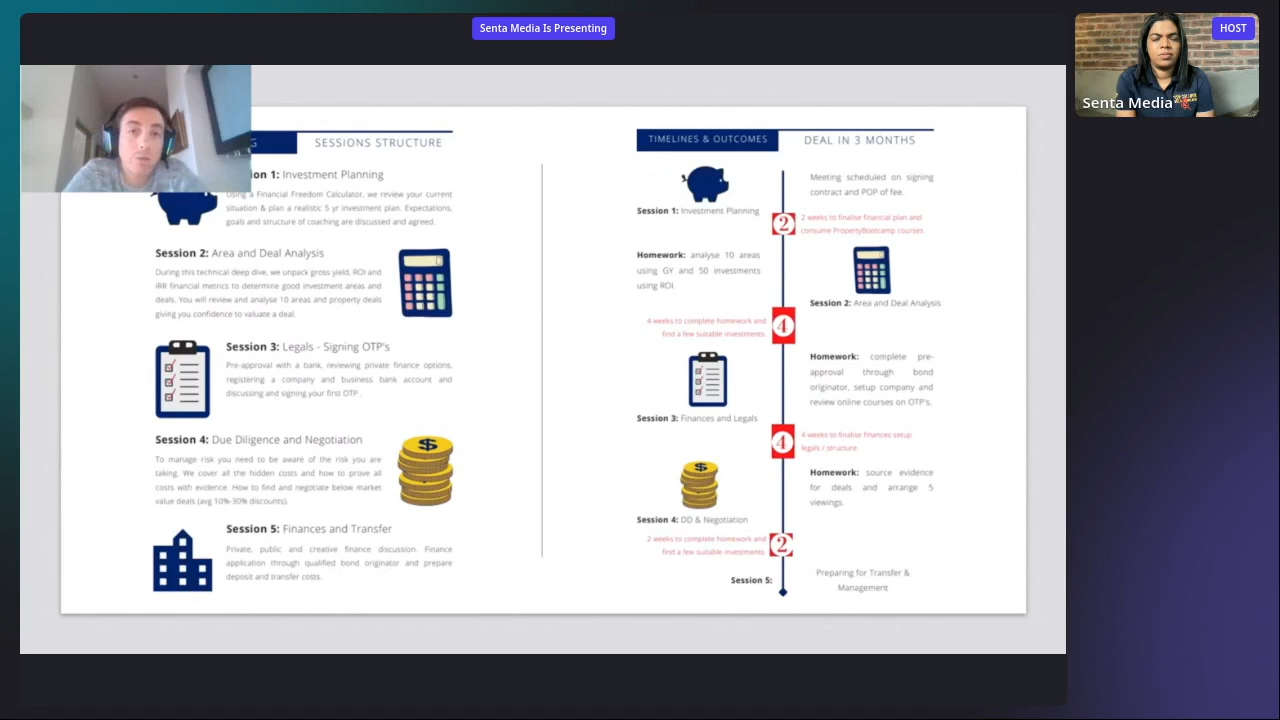 Senta Media Is Presenting
HOST
Senta Media
G
SESSIONS STRUCTURE
ion 1: Investment Planning
Using a Financial Freedom Calculator, we review your current
situation & plan a realistic 5 yr investment plan. Expectations,
goals and structure of coaching are discussed and agreed.
Session 2: Area and Deal Analysis
During this technical deep dive, we unpack gross yield, ROI and
IRR financial metrics to determine good investment areas and
deals. You will review and analyse 10 areas and property deals
giving you confidence to valuate a deal.
Session 3: Legals - Signing OTP's
Pre-approval with a bank, reviewing private finance options,
registering a company and business bank account and
discussing and signing your first OTP .
Session 4: Due Diligence and Negotiation
To manage risk you need to be aware of the risk you are
taking. We cover all the hidden costs and how to prove all
costs with evidence. How to find and negotiate below market
value deals (avg 10%-30% discounts).
Session 5: Finances and Transfer
Private, public and creative finance discussion. Finance
application through qualified bond originator and prepare
deposit and transfer costs.
TIMELINES & OUTCOMES
DEAL IN 3 MONTHS
Meeting scheduled on signing
contract and POP of fee.
Session 1: Investment Planning
2
2 weeks to finalise financial plan and
consume PropertyBootcamp courses.
Homework: analyse 10 areas
using GY and 50 investments
using ROI.
Session 2: Area and Deal Analysis
4 weeks to complete homework and
find a few suitable investments.
4
Homework: complete pre-
approval through bond
originator, setup company and
review online courses on OTP's.
Session 3: Finances and Legals
4
4 weeks to finalise finances setup
legals / structure.
Homework: source evidence
for deals and arrange 5
viewings.
Session 4: DD & Negotiation
2 weeks to complete homework and
find a few suitable investments.
2
Session 5:
Preparing for Transfer &
Management